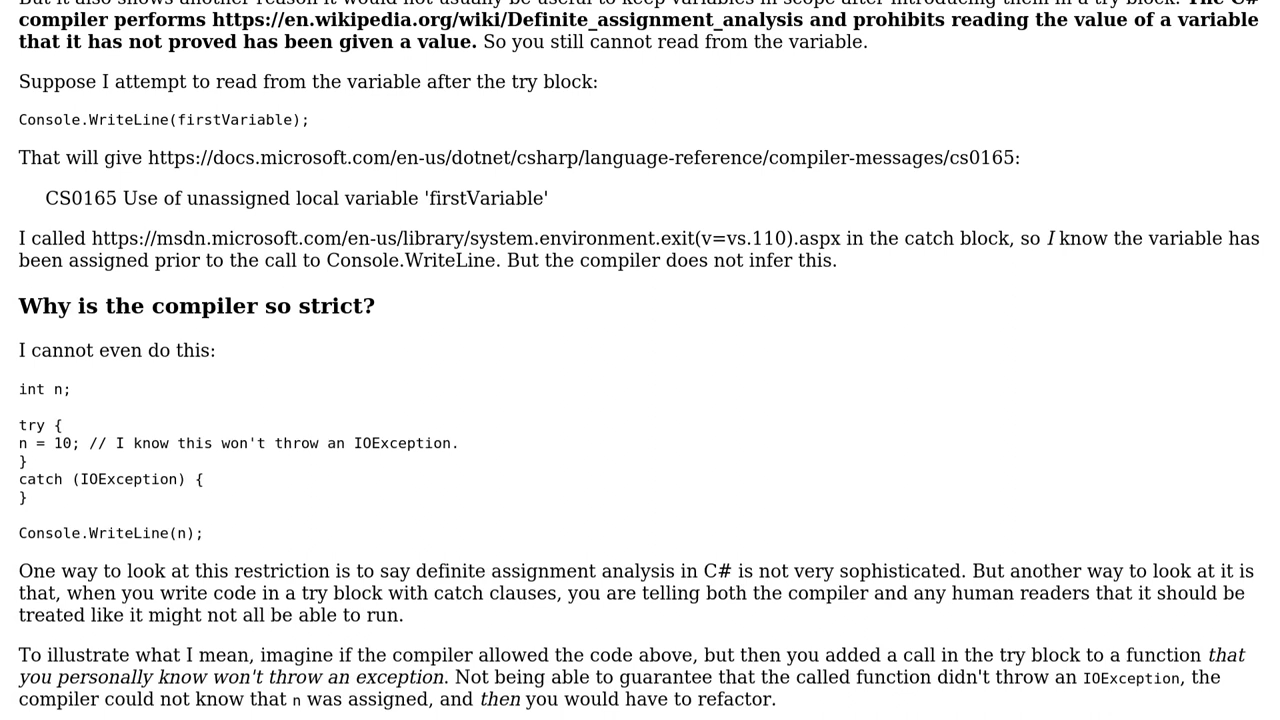 compiler performs https://en.wikipedia.org/wiki/Definite_assignment_analysis and prohibits reading the value of a variable
that it has not proved has been given a value. So you still cannot read from the variable.
Suppose I attempt to read from the variable after the try block:
Console.WriteLine(firstVariable);
That will give https://docs.microsoft.com/en-us/dotnet/csharp/language-reference/compiler-messages/cs0165:
CS0165 Use of unassigned local variable 'firstVariable'
I called https://msdn.microsoft.com/en-us/library/system.environment.exit(v=vs.110).aspx in the catch block, so I know the variable has
been assigned prior to the call to Console.WriteLine. But the compiler does not infer this.
Why is the compiler so strict?
I cannot even do this:
int n;
try {
n = 10; // I know this won't throw an IOException.
}
catch (IOException) {
}
Console.WriteLine(n);
One way to look at this restriction is to say definite assignment analysis in C# is not very sophisticated. But another way to look at it is
that, when you write code in a try block with catch clauses, you are telling both the compiler and any human readers that it should be
treated like it might not all be able to run.
To illustrate what I mean, imagine if the compiler allowed the code above, but then you added a call in the try block to a function that
you personally know won't throw an exception. Not being able to guarantee that the called function didn't throw an IOException, the
compiler could not know that n was assigned, and then you would have to refactor.